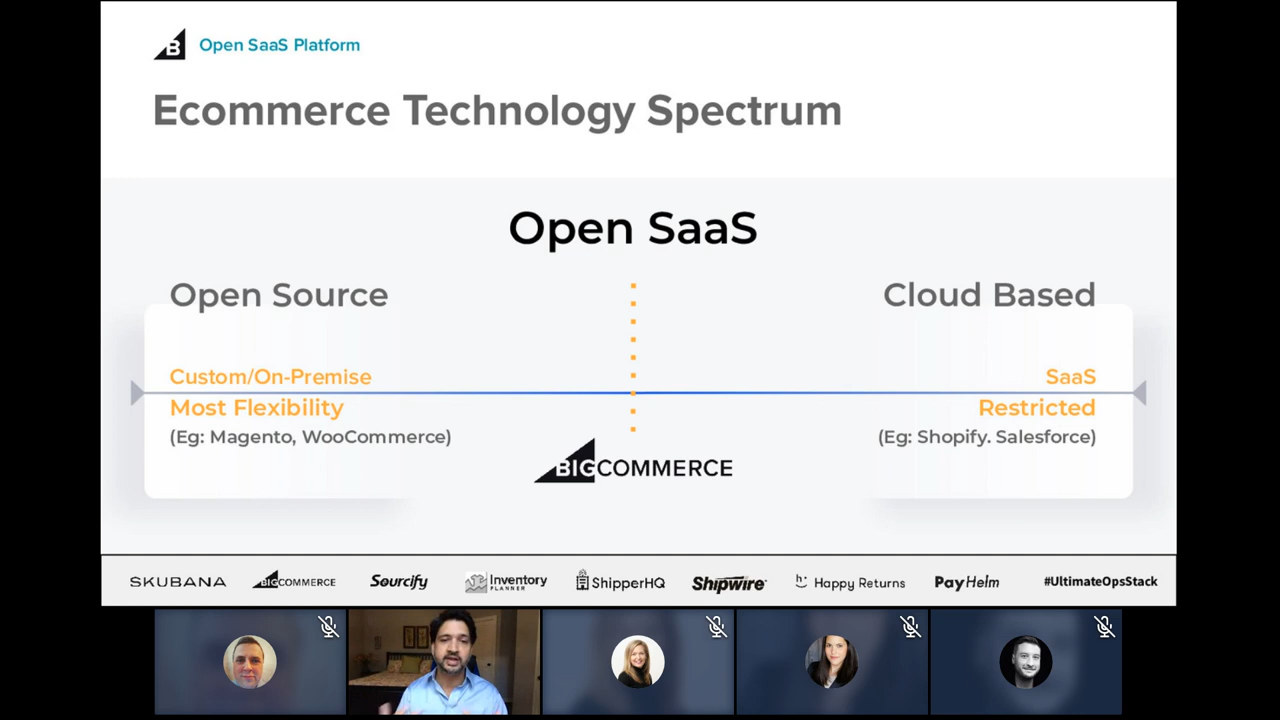 B Open SaaS Platform
Ecommerce Technology Spectrum
Open SaaS
Open Source
Cloud Based
Custom/On-Premise
SaaS
Most Flexibility
Restricted
(Eg: Magento, WooCommerce)
(Eg: Shopify. Salesforce)
BIGCOMMERCE
SKUBANA BIGCOMMERCE Sourcify Inventory PLANNER ShipperHQ Shipwire h: Happy Returns PayHelm #UltimateOpsStack